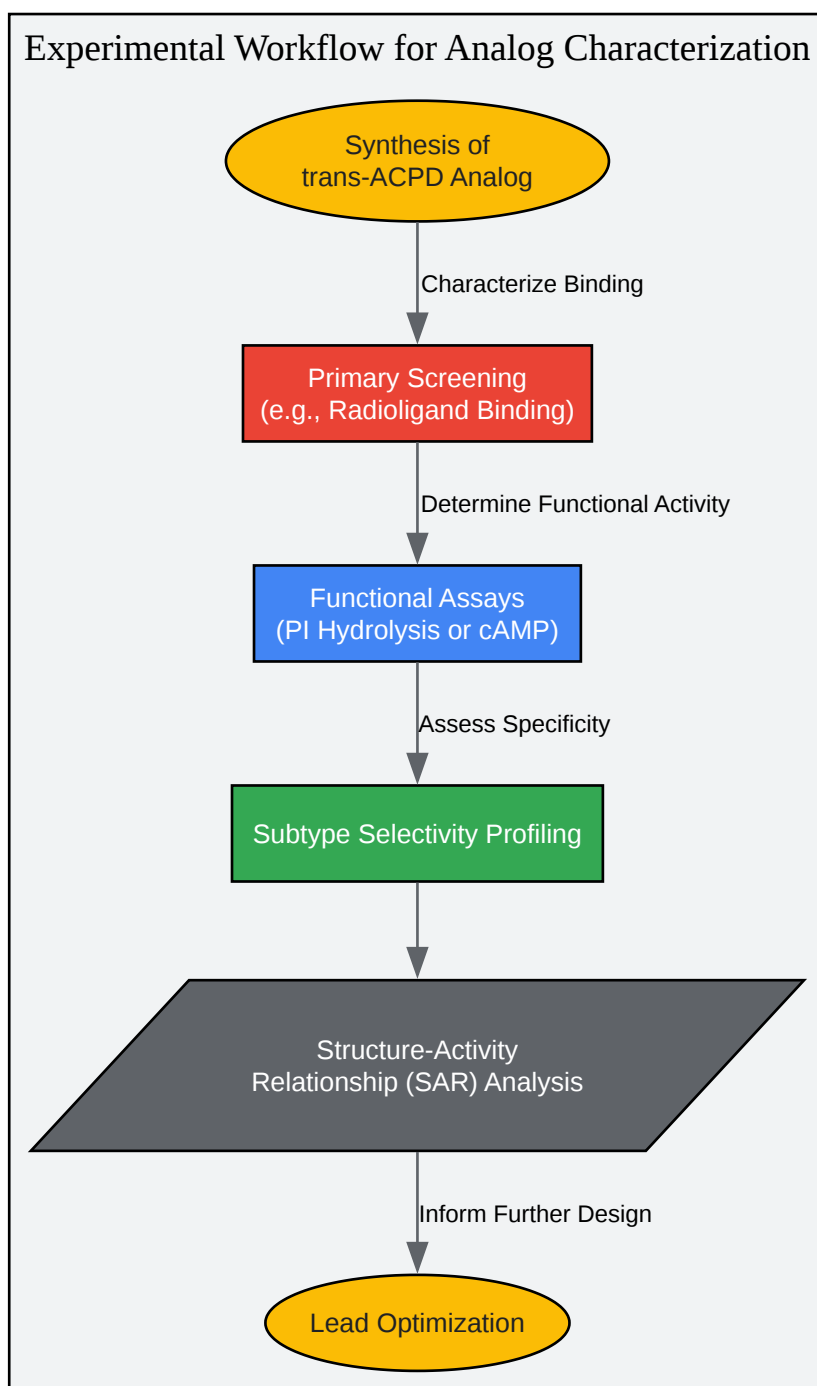 Experimental Workflow for Analog Characterization
Synthesis of
trans-ACPD Analog
Characterize Binding
Primary Screening
(e.g., Radioligand Binding)
Determine Functional Activity
Functional Assays
(PI Hydrolysis or cAMP)
Assess Specificity
Subtype Selectivity Profiling
Structure-Activity
Relationship (SAR) Analysis
Inform Further Design
Lead Optimization